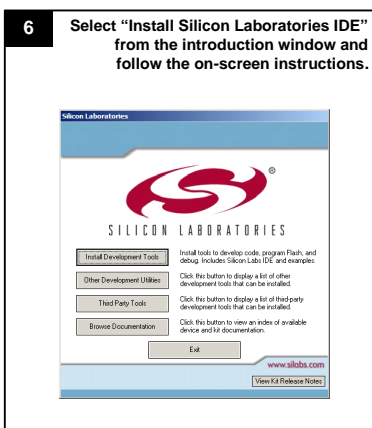 6
Select “Install Silicon Laboratories IDE”
from the introduction window and
follow the on-screen instructions.
Silicon Laboratories
®
SILICON LABORATORIES
Install Development Tools
Install tools to develop code, program Flash, and
debug. Includes Silicon Labs IDE and examples.
Other Development Utilities
Click this button to display a list of other
development tools that can be installed.
Third Party Tools
Click this button to display a list of third-party
development tools that can be installed.
Browse Documentation
Click this button to view an index of available
device and kit documentation.
Exit
www.silabs.com
View Kit Release Notes